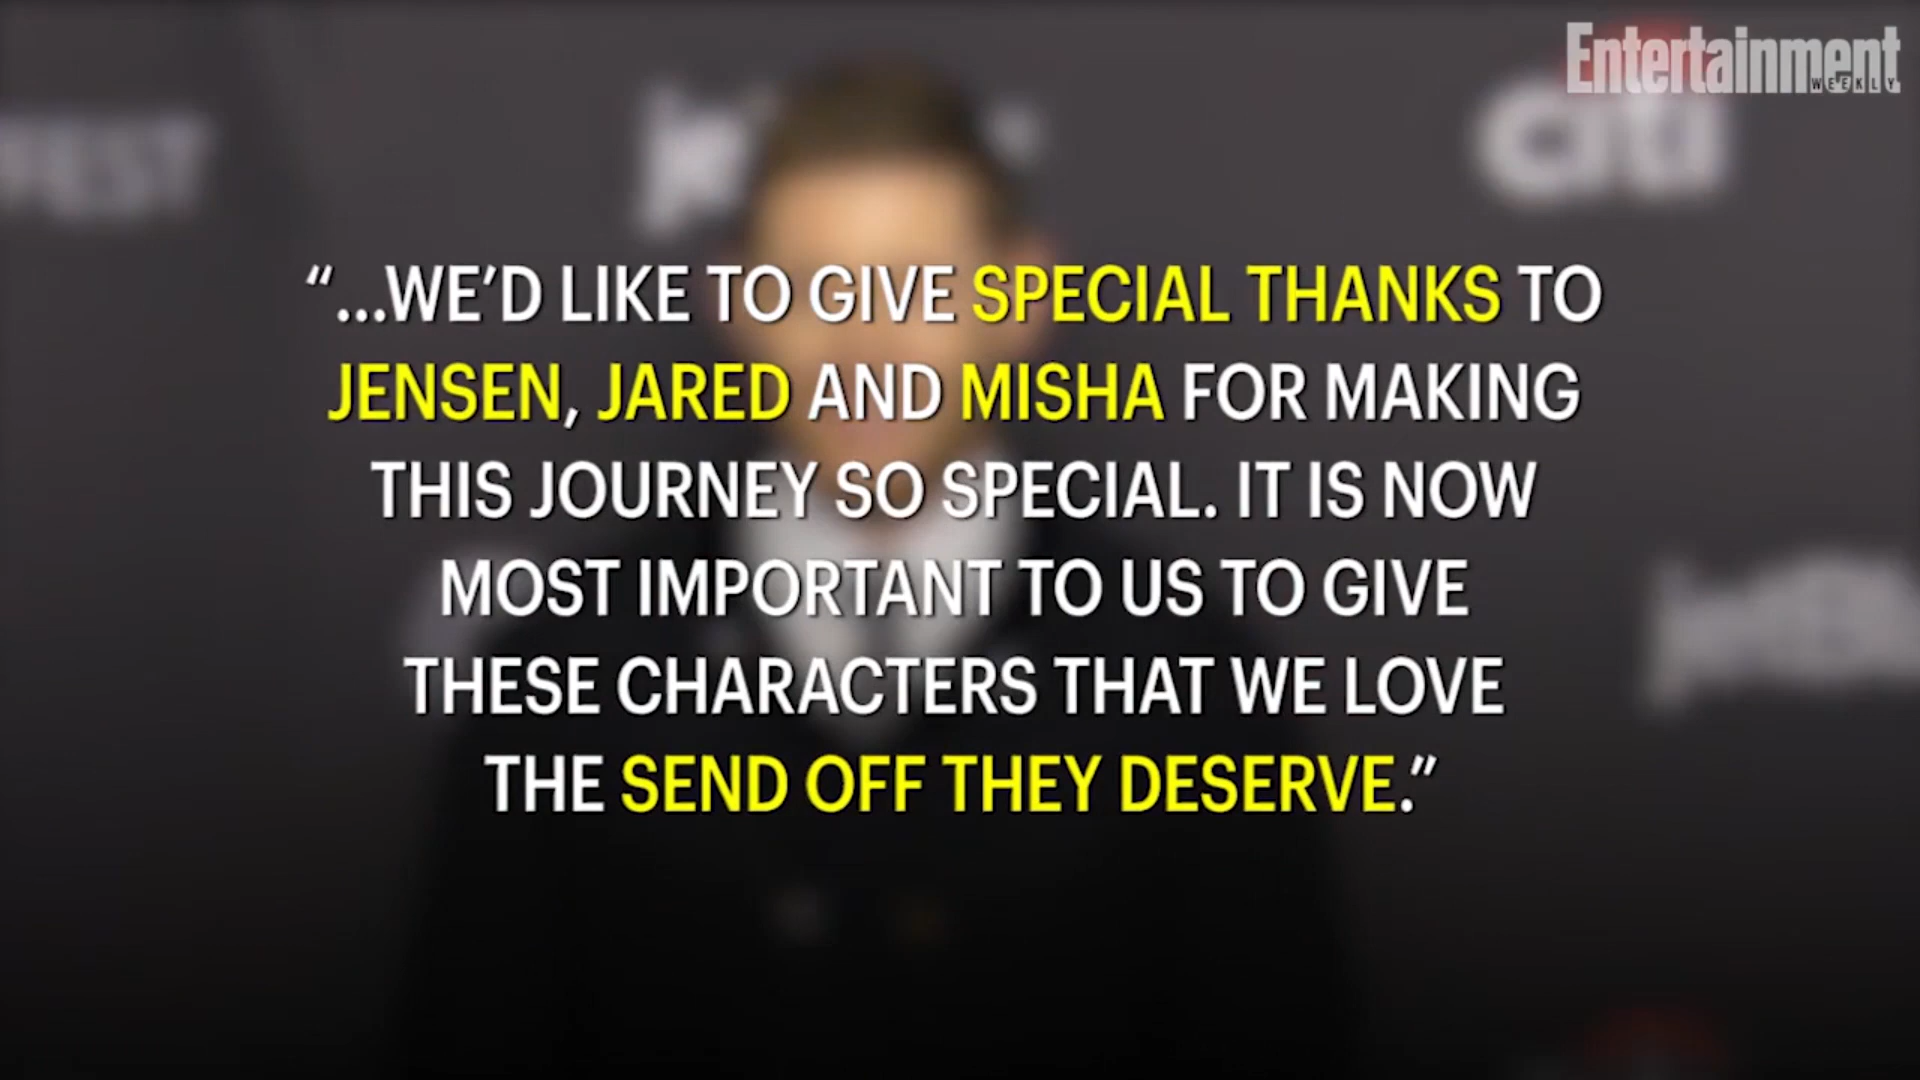 Entertainment
WEEKLY
FEST
citi
“...WE’D LIKE TO GIVE SPECIAL THANKS TO
JENSEN, JARED AND MISHA FOR MAKING
THIS JOURNEY SO SPECIAL. IT IS NOW
MOST IMPORTANT TO US TO GIVE
THESE CHARACTERS THAT WE LOVE
THE SEND OFF THEY DESERVE.”